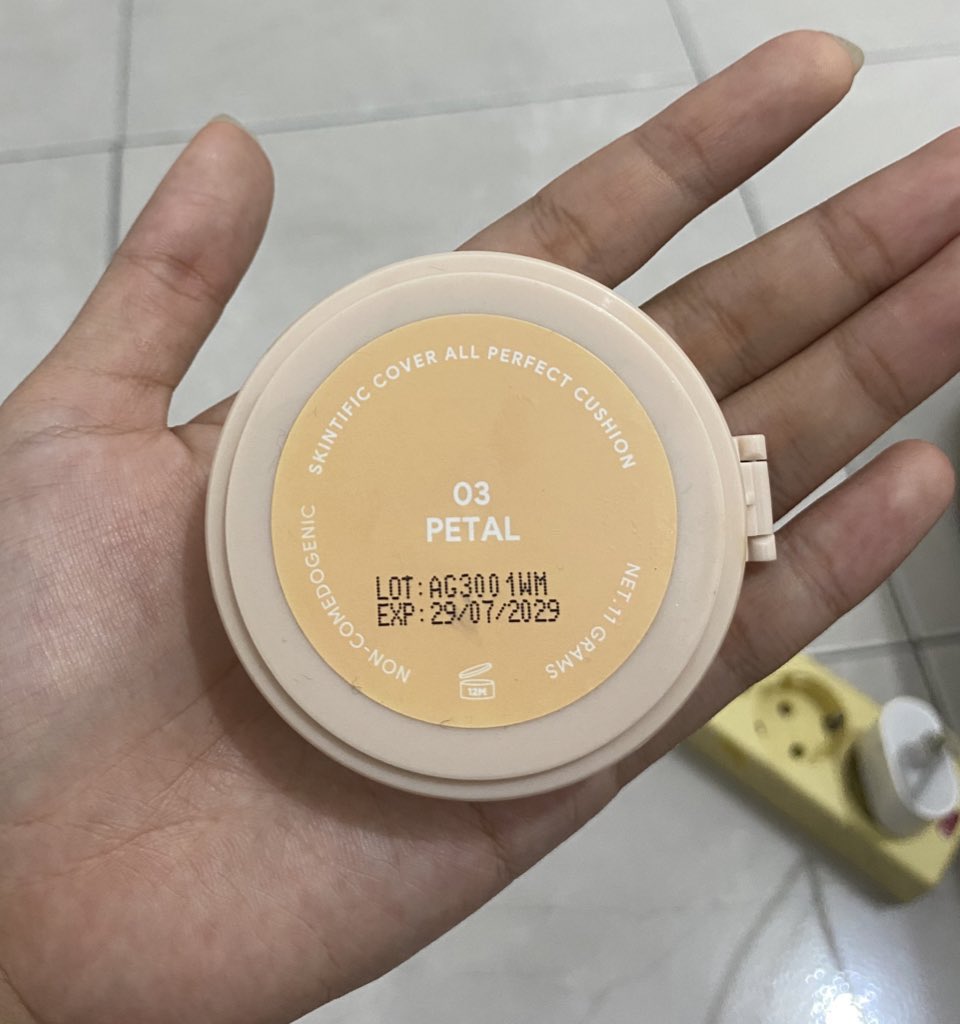 SKINTIFIC COVER ALL PERFECT CUSHION
03
PETAL
LOT:AG3001WM
EXP:29/07/2029
NON-COMEDOGENIC
NET.11 GRAMS
12M